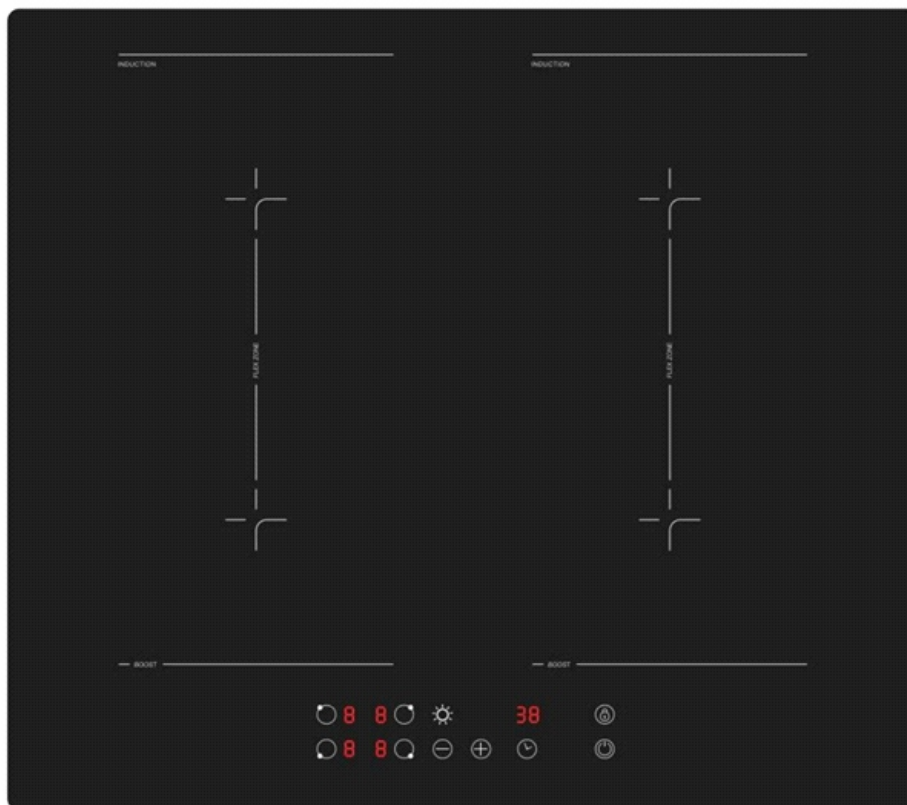 INDUCTION
INDUCTION
FLEX ZONE
FLEX ZONE
BOOST
BOOST
8 8 38
8 8